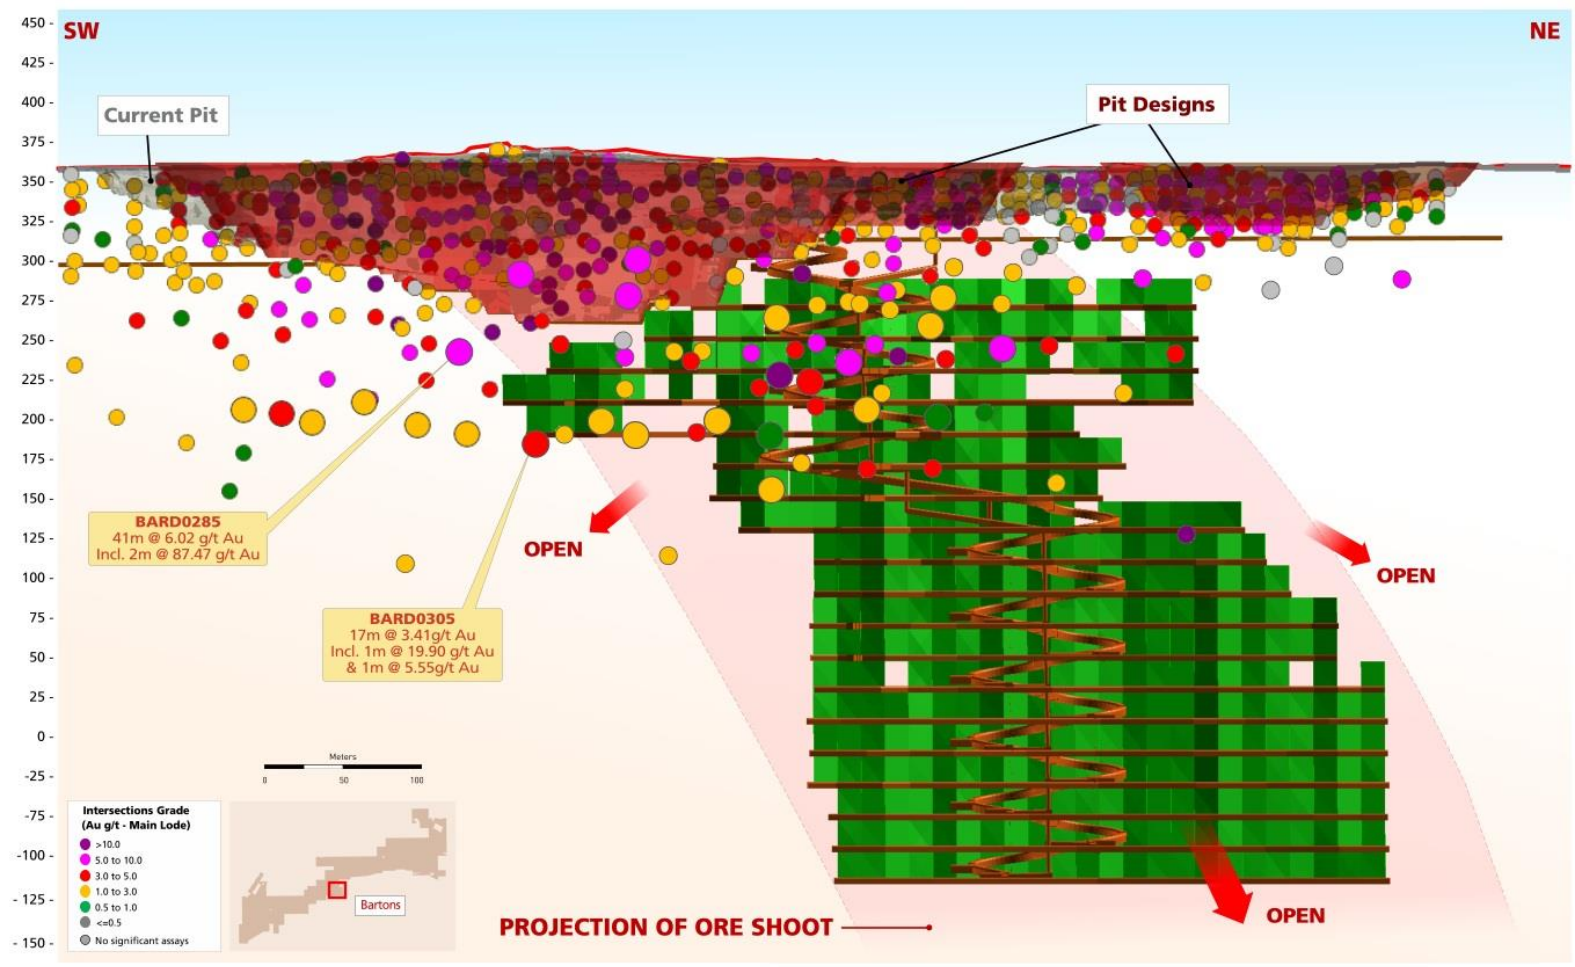 450 -
SW
NE
425 -
400 -
Current Pit
Pit Designs
375 -
350 -
325 -
300 -
275 -
250 -
225 -
200 -
175 -
150 -
125 -
100 -
75 -
50 -
25 -
0 -
-25 -
-75 -
-100 -
- 125 -
- 150 -
BARD0285
41m @ 6.02 g/t Au
Incl. 2m @ 87.47 g/t Au
OPEN
OPEN
BARD0305
17m @ 3.41g/t Au
Incl. 1m @ 19.90 g/t Au
& 1m @ 5.55g/t Au
Meters
0 50 100
Intersections Grade
(Au g/t - Main Lode)
>10.0
5.0 to 10.0
3.0 to 5.0
1.0 to 3.0
0.5 to 1.0
<=0.5
No significant assays
Bartons
PROJECTION OF ORE SHOOT
OPEN